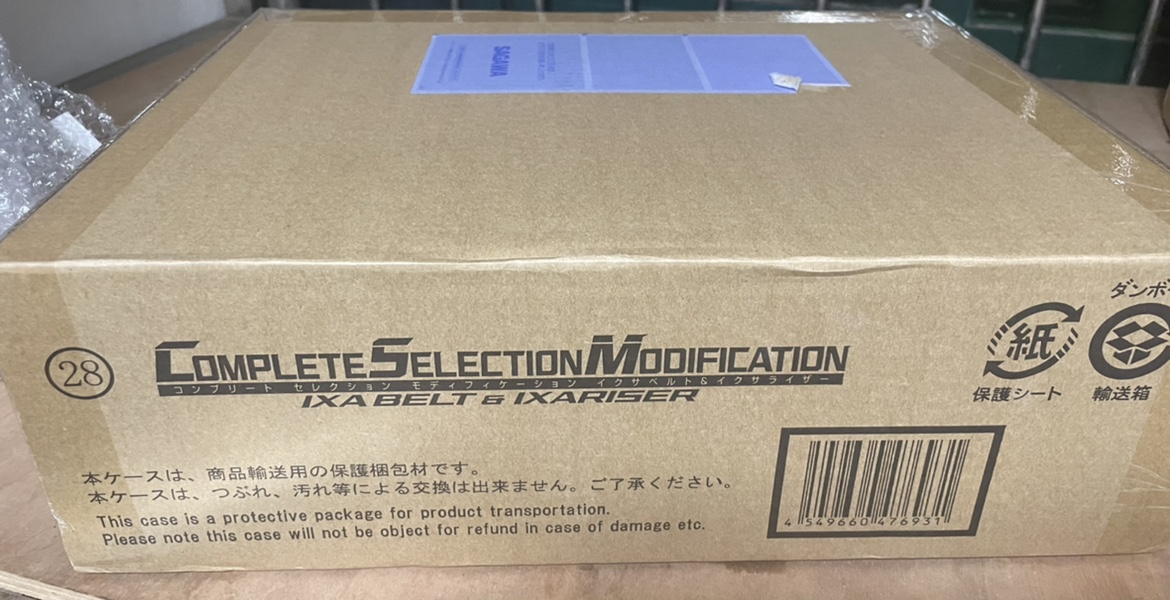 SAGAWA
28
COMPLETE SELECTION MODIFICATION
コンプリート セレクション モディフィケーション イクサベルト&イクサライザー
IXA BELT & IXARISER
ダンボ
紙
保護シート
輸送箱
本ケースは、商品輸送用の保護梱包材です。
本ケースは、つぶれ、汚れ等による交換は出来ません。ご了承ください。
This case is a protective package for product transportation.
Please note this case will not be object for refund in case of damage etc.
4 549660 476931